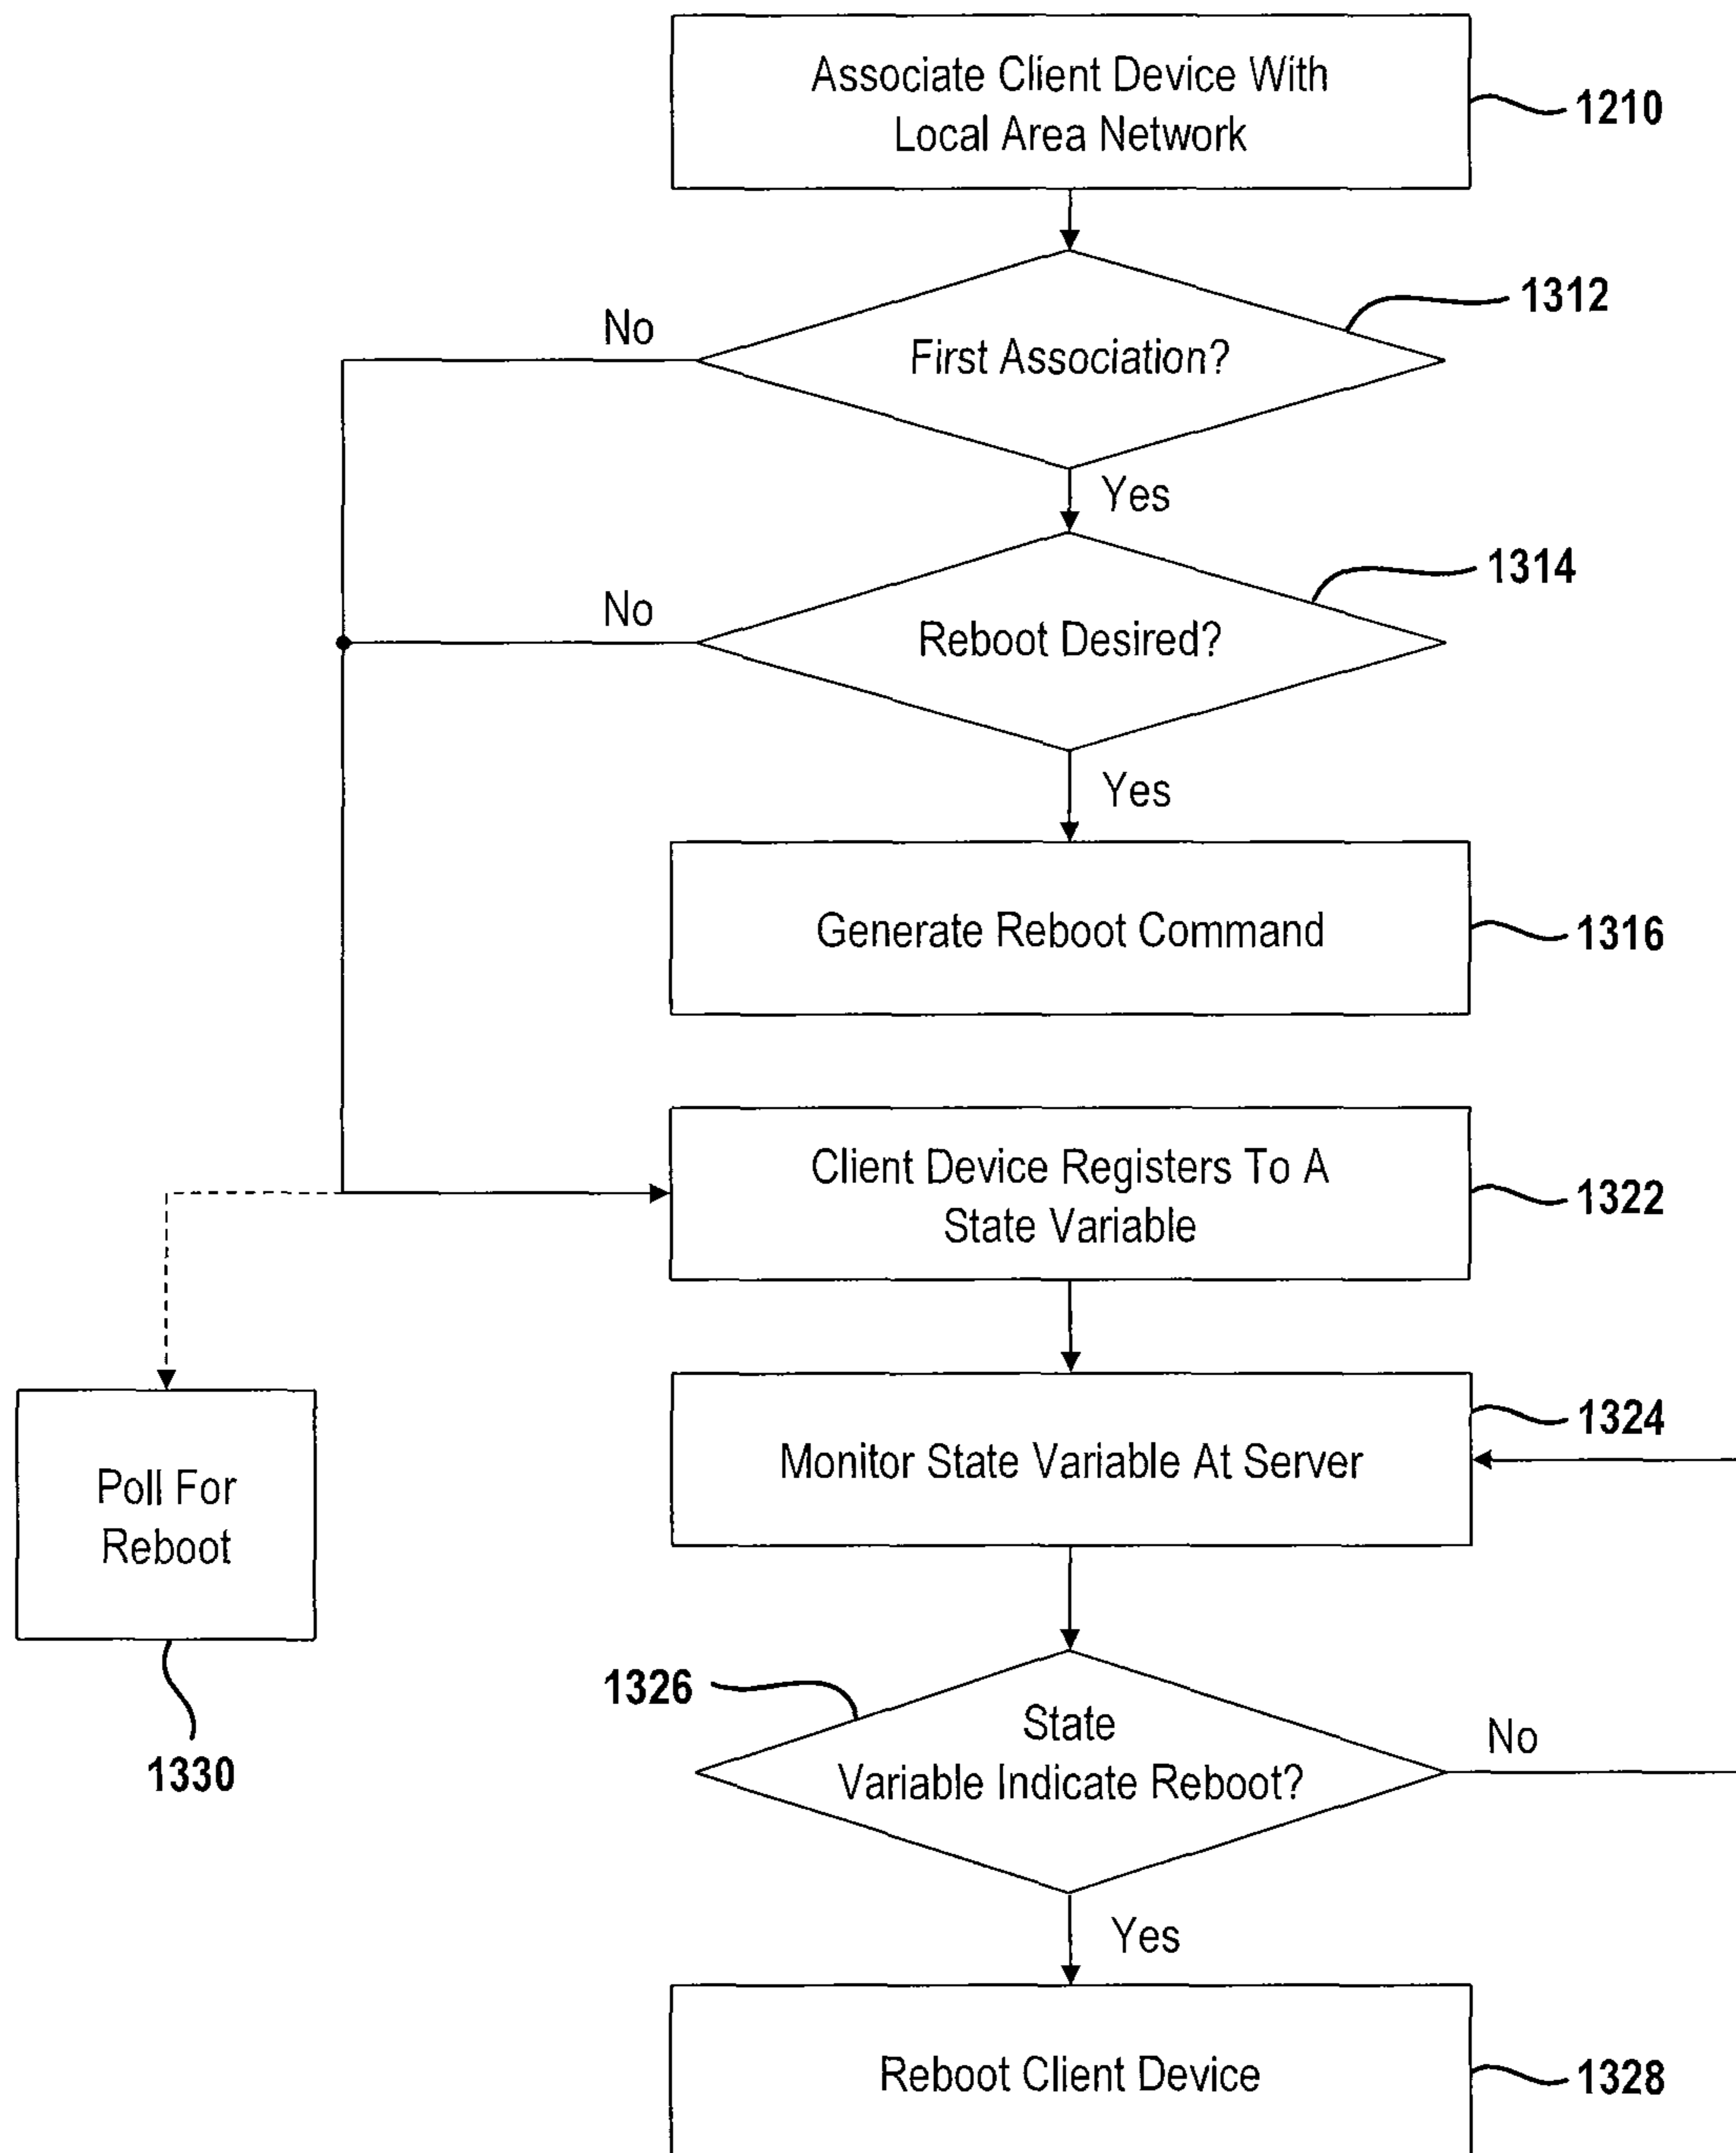 Associate Client Device With
Local Area Network
1210
1312
No
First Association?
Yes
1314
No
Reboot Desired?
Yes
Generate Reboot Command
1316
Client Device Registers To A
State Variable
1322
1324
Monitor State Variable At Server
Poll For
Reboot
1330
1326
State
Variable Indicate Reboot?
No
Yes
Reboot Client Device
1328